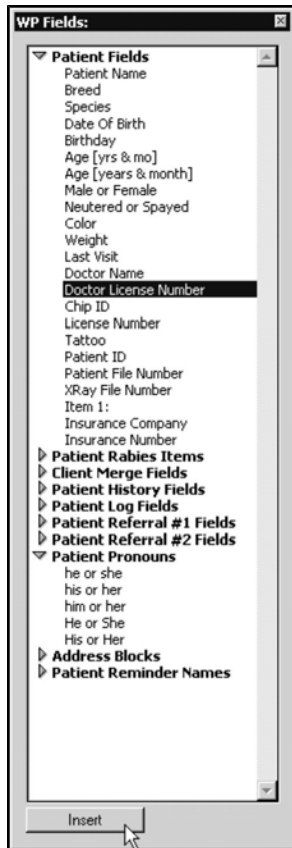 WP Fields:
Patient Fields
Patient Name
Breed
Species
Date Of Birth
Birthday
Age [yrs & mo]
Age [years & month]
Male or Female
Neutered or Spayed
Color
Weight
Last Visit
Doctor Name
Doctor License Number
Chip ID
License Number
Tattoo
Patient ID
Patient File Number
XRay File Number
Item 1:
Insurance Company
Insurance Number
Patient Rabies Items
Client Merge Fields
Patient History Fields
Patient Log Fields
Patient Referral #1 Fields
Patient Referral #2 Fields
Patient Pronouns
he or she
his or her
him or her
He or She
His or Her
Address Blocks
Patient Reminder Names
Insert